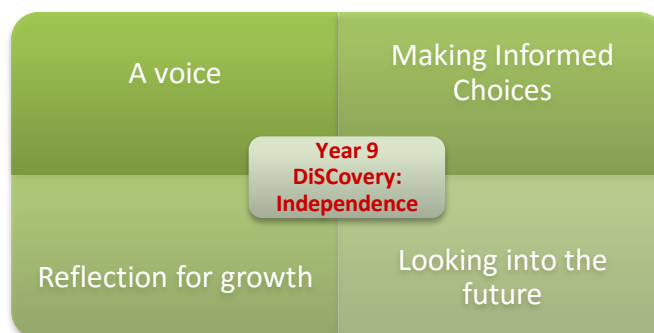 A voice
Making Informed
Choices
Year 9
DiSCovery:
Independence
Reflection for growth
Looking into the
future